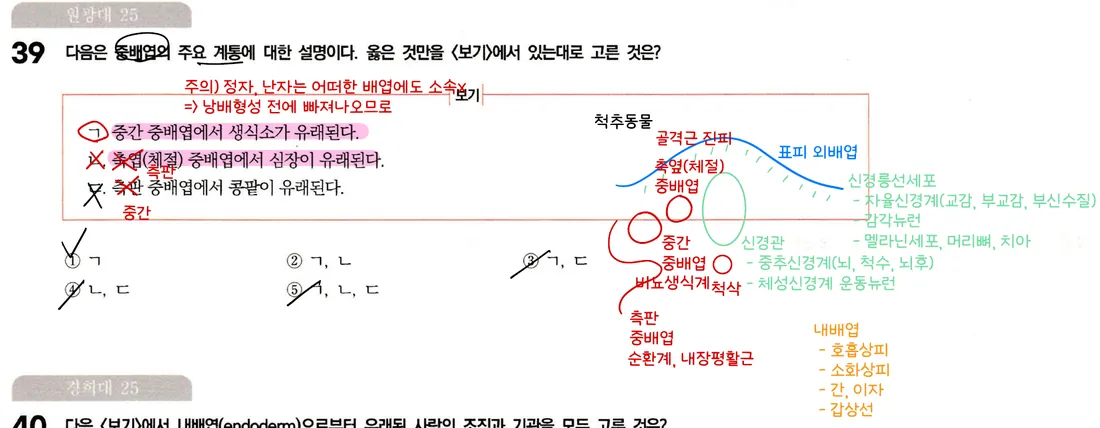 원광대 25
39 다음은 중배엽의 주요 계통에 대한 설명이다. 옳은 것만을 <보기>에서 있는대로 고른 것은?
주의) 정자, 난자는 어떠한 배엽에도 소속x
=> 낭배형성 전에 빠져나오므로
보기
ㄱ. 중간 중배엽에서 생식소가 유래된다.
ㄴ. 축엽(체절) 중배엽에서 심장이 유래된다.
측판
ㄷ. 측판 중배엽에서 콩팥이 유래된다.
중간
척추동물
골격근 진피
축옆(체절)
중배엽
표피 외배엽
신경릉선세포
- 자율신경계(교감, 부교감, 부신수질)
- 감각뉴런
- 멜라닌세포, 머리뼈, 치아
신경관
- 중추신경계(뇌, 척수, 뇌후)
- 체성신경계 운동뉴런
중간
중배엽
비뇨생식계
척삭
측판
중배엽
순환계, 내장평활근
내배엽
- 호흡상피
- 소화상피
- 간, 이자
- 갑상선
① ㄱ
② ㄱ, ㄴ
③ ㄱ, ㄷ
④ ㄴ, ㄷ
⑤ ㄱ, ㄴ, ㄷ
경희대 25
40 다음 <보기>에서 내배엽(endoderm)으로부터 유래된 사람의 조직과 기관을 모두 고른 것은?